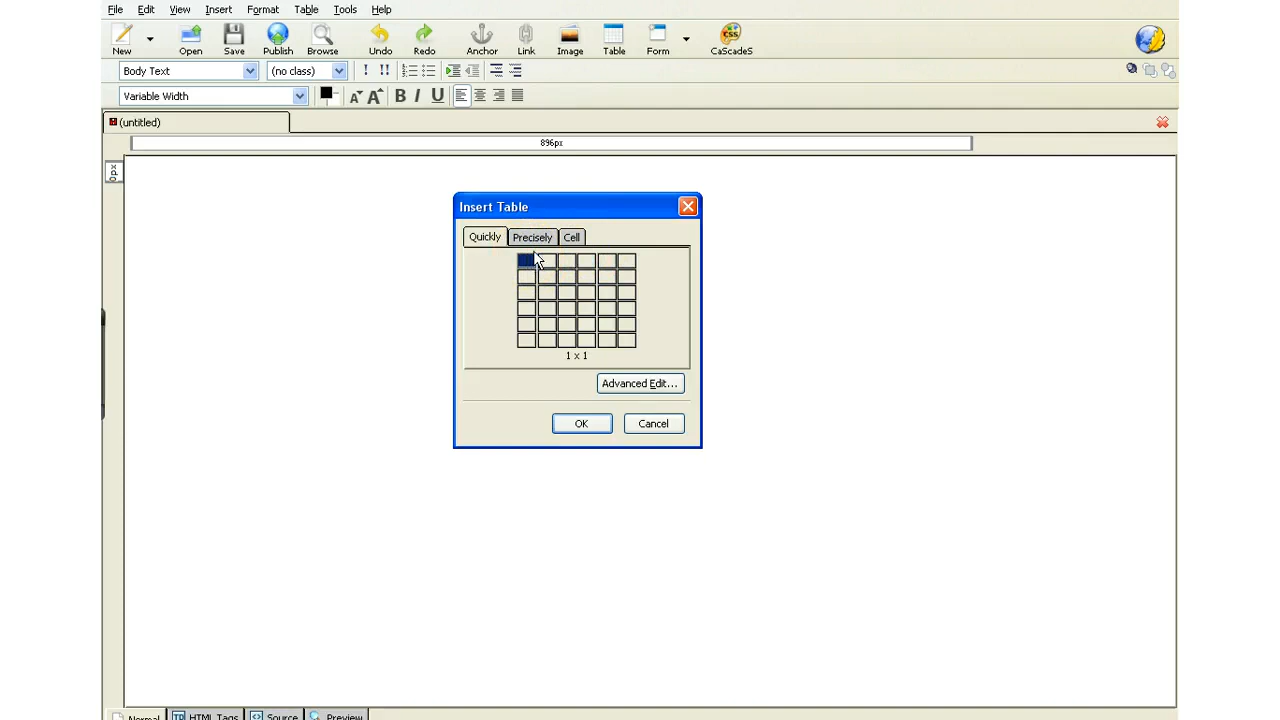 File Edit View Insert Format Table Tools Help
New Open Save Publish Browse Undo Redo Anchor Link Image Table Form CaScadeS
Body Text (no class) ! !!
Variable Width B I U
(untitled)
896px
0px
Insert Table
Quickly Precisely Cell
1 x 1
Advanced Edit...
OK Cancel
Normal HTML Tags Source Preview